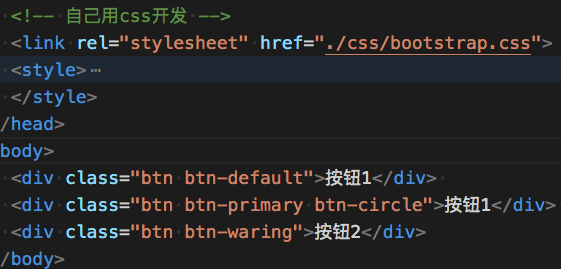 <!-- 自己用css开发 -->
<link rel="stylesheet" href="./css/bootstrap.css">
<style>…
</style>
/head>
body>
<div class="btn btn-default">按钮1</div>
<div class="btn btn-primary btn-circle">按钮1</div>
<div class="btn btn-waring">按钮2</div>
/body>